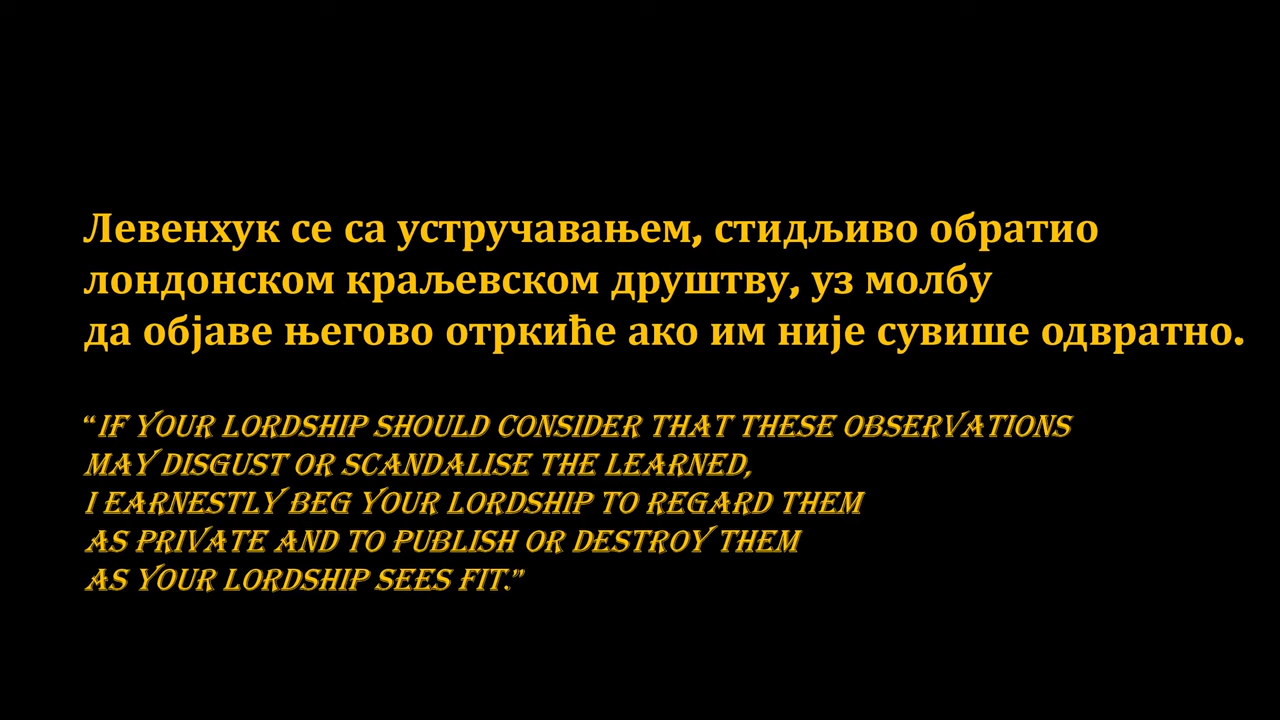 Левенхук се са устручавањем, стидљиво обратио
лондонском краљевском друштву, уз молбу
да објаве његово отркиће ако им није сувише одвратно.
“IF YOUR LORDSHIP SHOULD CONSIDER THAT THESE OBSERVATIONS
MAY DISGUST OR SCANDALISE THE LEARNED,
I EARNESTLY BEG YOUR LORDSHIP TO REGARD THEM
AS PRIVATE AND TO PUBLISH OR DESTROY THEM
AS YOUR LORDSHIP SEES FIT.”